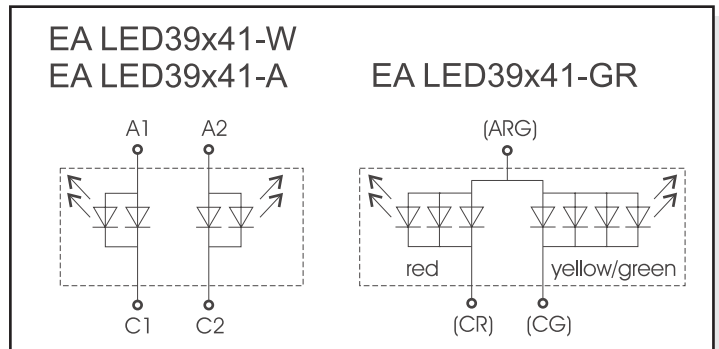 EA LED39x41-W
EA LED39x41-A
EA LED39x41-GR
A1 A2
(ARG)
red yellow/green
C1 C2
(CR) (CG)